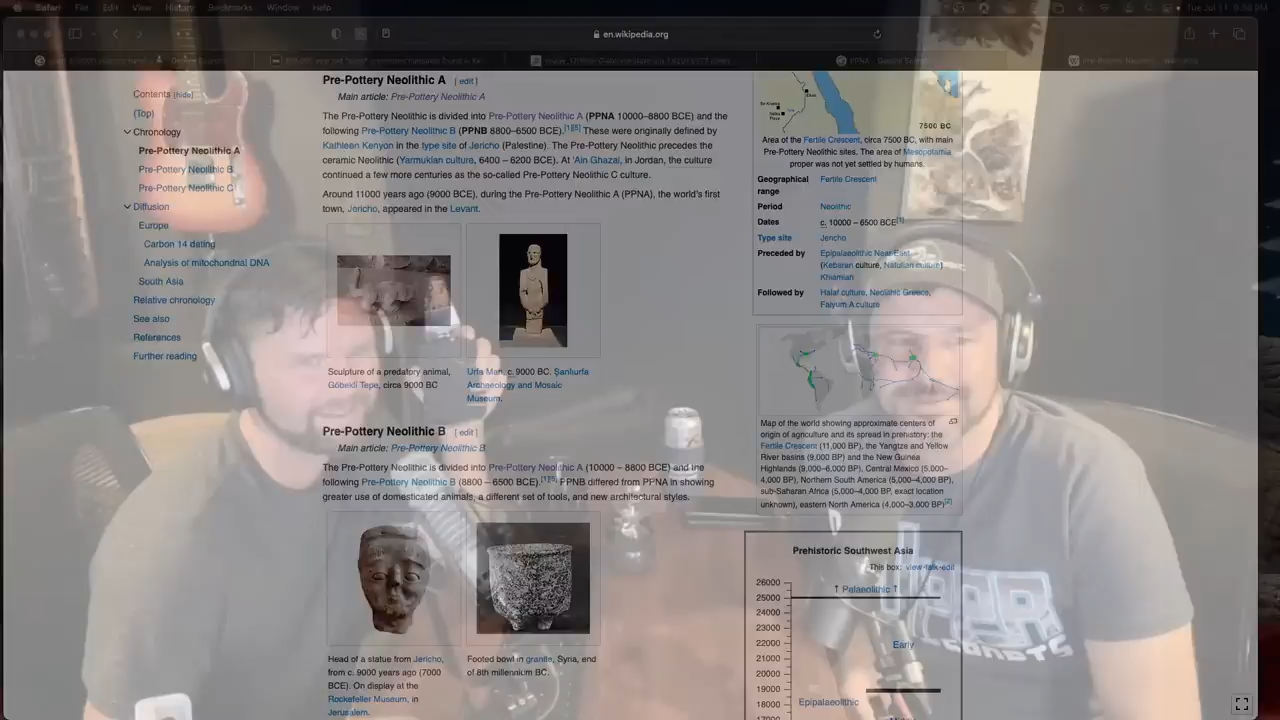 Safari File Edit View History Bookmarks Window Help
Tue Jul 11
en.wikipedia.org
Contents [hide]
(Top)
Chronology
Pre-Pottery Neolithic A
Pre-Pottery Neolithic B
Pre-Pottery Neolithic C
Diffusion
Europe
Carbon 14 dating
Analysis of mitochondrial DNA
South Asia
Relative chronology
See also
References
Further reading
Pre-Pottery Neolithic A [ edit ]
Main article: Pre-Pottery Neolithic A
The Pre-Pottery Neolithic is divided into Pre-Pottery Neolithic A (PPNA 10000–8800 BCE) and the
following Pre-Pottery Neolithic B (PPNB 8800–6500 BCE).[1][5] These were originally defined by
Kathleen Kenyon in the type site of Jericho (Palestine). The Pre-Pottery Neolithic precedes the
ceramic Neolithic (Yarmukian culture, 6400 – 6200 BCE). At 'Ain Ghazal, in Jordan, the culture
continued a few more centuries as the so-called Pre-Pottery Neolithic C culture.
Around 11000 years ago (9000 BCE), during the Pre-Pottery Neolithic A (PPNA), the world's first
town, Jericho, appeared in the Levant.
Sculpture of a predatory animal,
Göbekli Tepe, circa 9000 BC
Urfa Man, c. 9000 BC. Şanlıurfa
Archaeology and Mosaic
Museum.
Pre-Pottery Neolithic B [ edit ]
Main article: Pre-Pottery Neolithic B
The Pre-Pottery Neolithic is divided into Pre-Pottery Neolithic A (10000 – 8800 BCE) and the
following Pre-Pottery Neolithic B (8800 – 6500 BCE).[1][5] PPNB differed from PPNA in showing
greater use of domesticated animals, a different set of tools, and new architectural styles.
Head of a statue from Jericho,
from c. 9000 years ago (7000
BCE). On display at the
Rockefeller Museum, in
Jerusalem.
Footed bowl in granite, Syria, end
of 8th millennium BC.
7500 BC
Area of the Fertile Crescent, circa 7500 BC, with main
Pre-Pottery Neolithic sites. The area of Mesopotamia
proper was not yet settled by humans.
Geographical range Fertile Crescent
Period Neolithic
Dates c. 10000 – 6500 BCE[1]
Type site Jericho
Preceded by Epipalaeolithic Near East
(Kebaran culture, Natufian culture)
Khiamian
Followed by Halaf culture, Neolithic Greece,
Faiyum A culture
Map of the world showing approximate centers of
origin of agriculture and its spread in prehistory: the
Fertile Crescent (11,000 BP), the Yangtze and Yellow
River basins (9,000 BP) and the New Guinea
Highlands (9,000–6,000 BP), Central Mexico (5,000–
4,000 BP), Northern South America (5,000–4,000 BP),
sub-Saharan Africa (5,000–4,000 BP, exact location
unknown), eastern North America (4,000–3,000 BP)[2]
Prehistoric Southwest Asia
This box: view·talk·edit
26000
↑ Palaeolithic ↑
25000
24000
23000
Early
22000
21000
20000
19000
18000
Epipalaeolithic